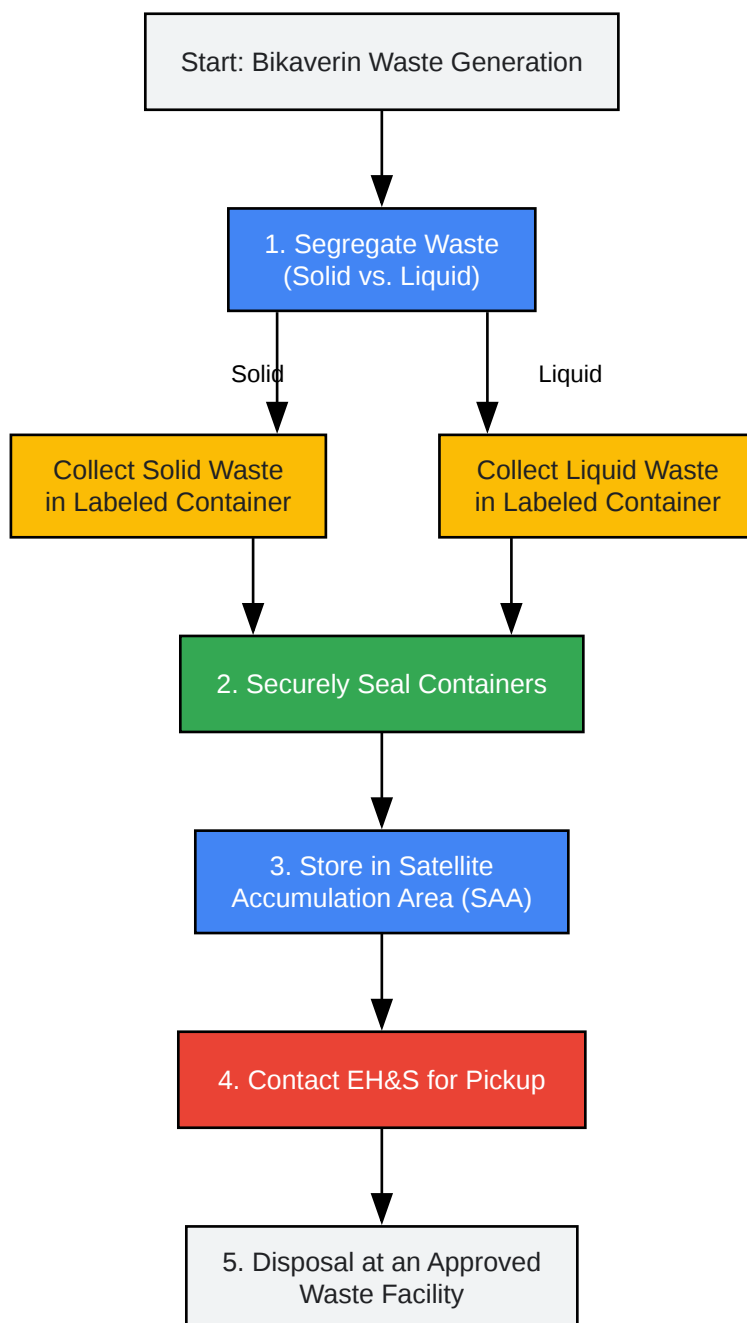 Start: Bikaverin Waste Generation
1. Segregate Waste
(Solid vs. Liquid)
Solid
Liquid
Collect Solid Waste
in Labeled Container
Collect Liquid Waste
in Labeled Container
2. Securely Seal Containers
3. Store in Satellite
Accumulation Area (SAA)
4. Contact EH&S for Pickup
5. Disposal at an Approved
Waste Facility